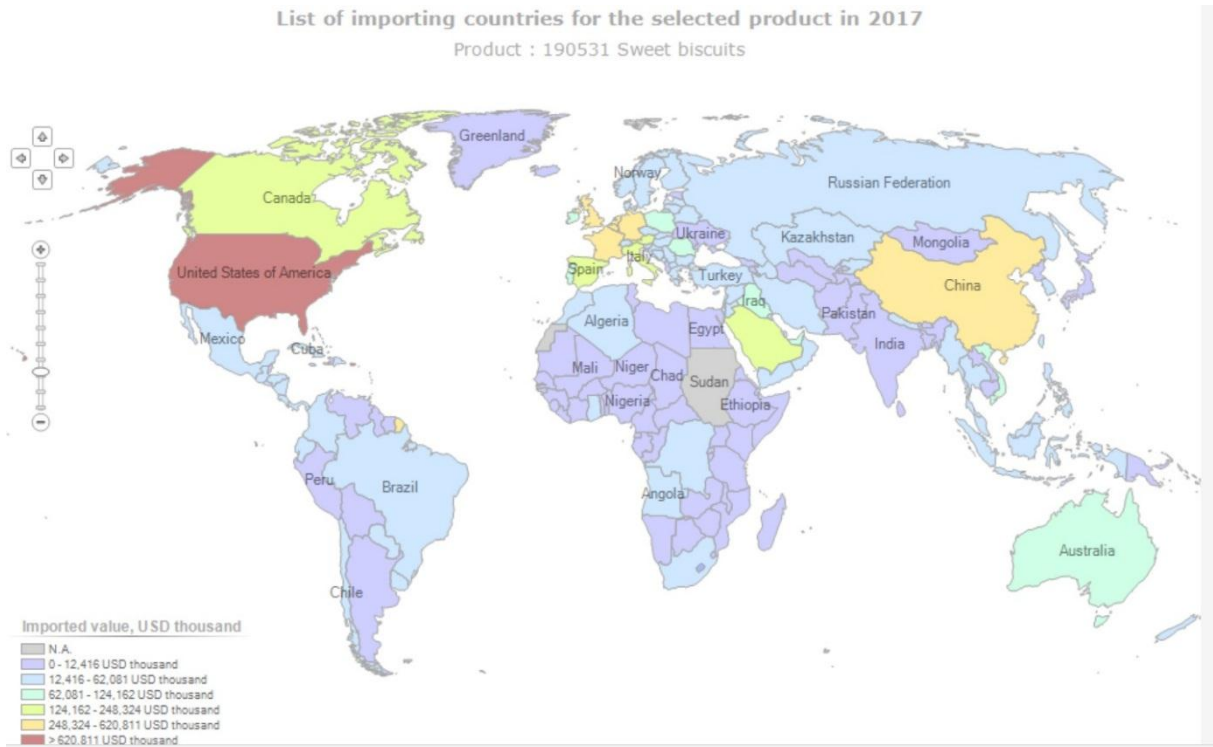 List of importing countries for the selected product in 2017
Product : 190531 Sweet biscuits
Greenland
Norway
Russian Federation
Canada
Ukraine
Kazakhstan
Mongolia
Italy
Spain
United States of America
Turkey
China
Iraq
Pakistan
Mexico
Algeria
Egypt
India
Cuba
Mali
Niger
Chad
Sudan
Nigeria
Ethiopia
Peru
Brazil
Angola
Australia
Chile
Imported value, USD thousand
N.A.
0 - 12,416 USD thousand
12,416 - 62,081 USD thousand
62,081 - 124,162 USD thousand
124,162 - 248,324 USD thousand
248,324 - 620,811 USD thousand
> 620,811 USD thousand